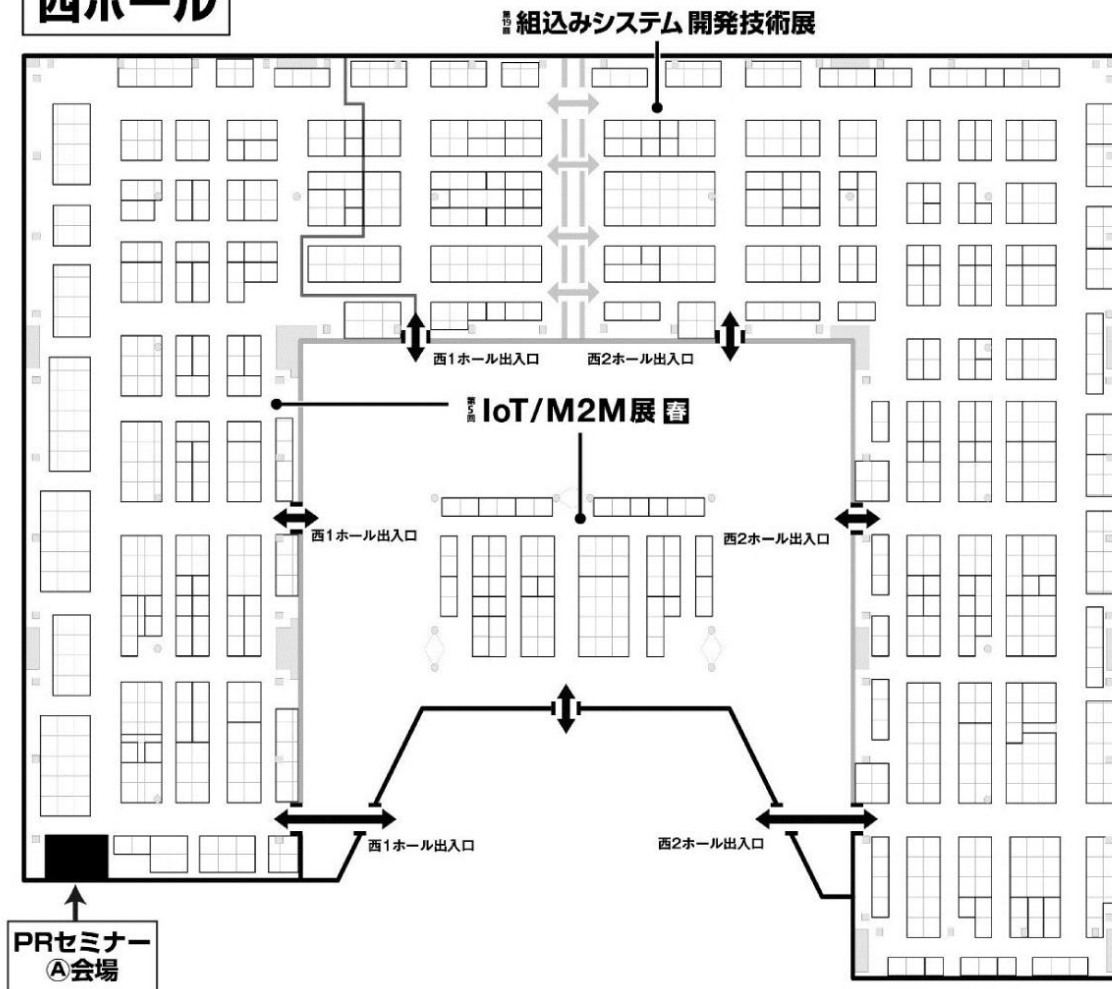 西ホール
第19回 組込みシステム 開発技術展
西1ホール出入口
西2ホール出入口
第5回 IoT/M2M展 春
西1ホール出入口
西2ホール出入口
西1ホール出入口
西2ホール出入口
PRセミナー
Ⓐ会場